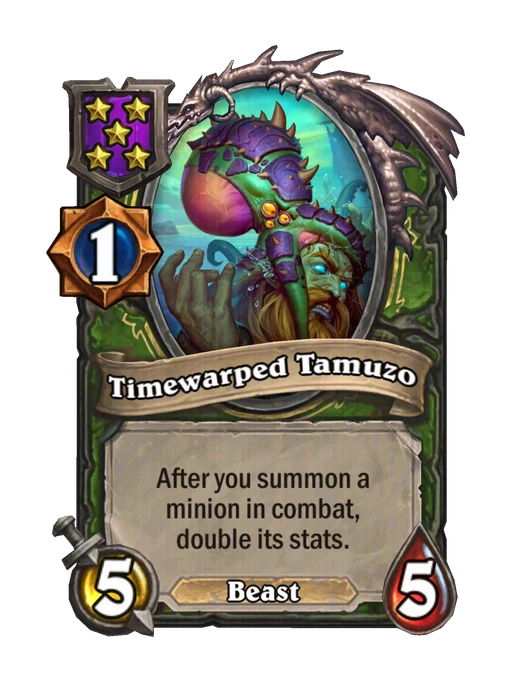 1
Timewarped Tamuzo
After you summon a
minion in combat,
double its stats.
5
Beast
5